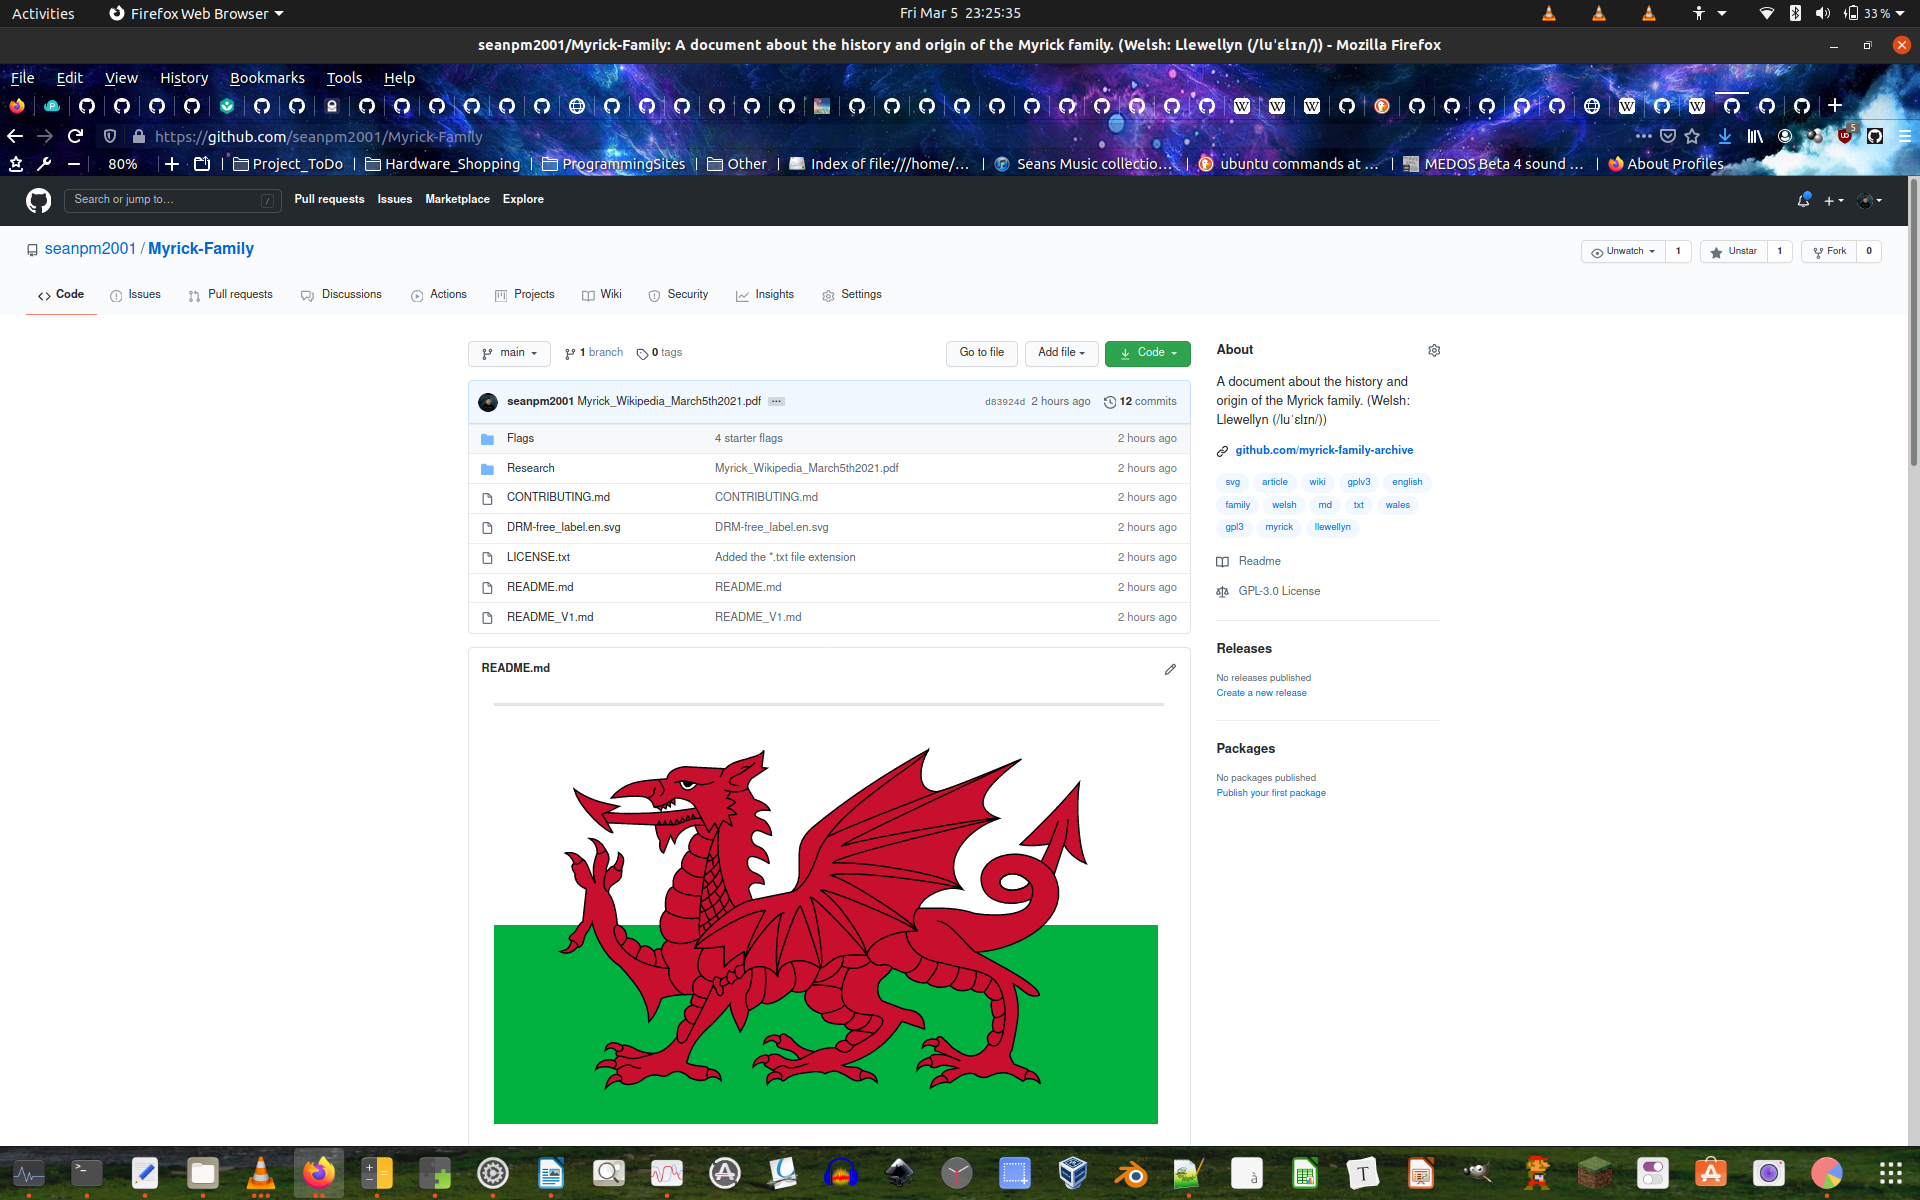 Activities Firefox Web Browser Fri Mar 5 23:25:35 33 %
seanpm2001/Myrick-Family: A document about the history and origin of the Myrick family. (Welsh: Llewellyn (/luˈɛlɪn/)) - Mozilla Firefox
File Edit View History Bookmarks Tools Help
https://github.com/seanpm2001/Myrick-Family 5
80% Project_ToDo Hardware_Shopping ProgrammingSites Other Index of file:///home/… Seans Music collectio… ubuntu commands at … MEDOS Beta 4 sound … About Profiles
Search or jump to… / Pull requests Issues Marketplace Explore
seanpm2001 / Myrick-Family Unwatch 1 Unstar 1 Fork 0
Code Issues Pull requests Discussions Actions Projects Wiki Security Insights Settings
main 1 branch 0 tags Go to file Add file Code
seanpm2001 Myrick_Wikipedia_March5th2021.pdf ... d83924d 2 hours ago 12 commits
Flags 4 starter flags 2 hours ago
Research Myrick_Wikipedia_March5th2021.pdf 2 hours ago
CONTRIBUTING.md CONTRIBUTING.md 2 hours ago
DRM-free_label.en.svg DRM-free_label.en.svg 2 hours ago
LICENSE.txt Added the *.txt file extension 2 hours ago
README.md README.md 2 hours ago
README_V1.md README_V1.md 2 hours ago
README.md
About
A document about the history and
origin of the Myrick family. (Welsh:
Llewellyn (/luˈɛlɪn/))
github.com/myrick-family-archive
svg article wiki gplv3 english
family welsh md txt wales
gpl3 myrick llewellyn
Readme
GPL-3.0 License
Releases
No releases published
Create a new release
Packages
No packages published
Publish your first package